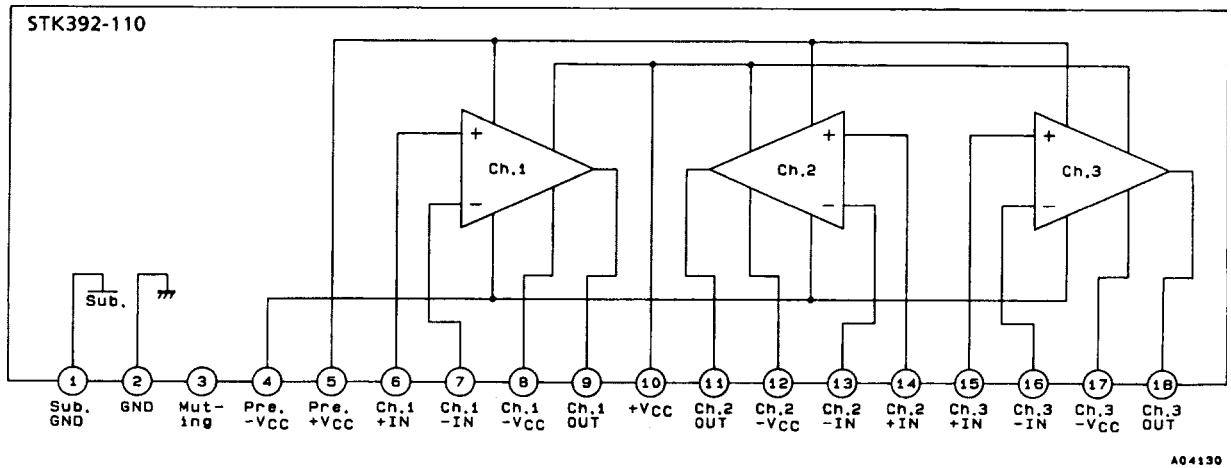 STK392-110
+ Ch.1 −
+ Ch.2 −
+ Ch.3 −
Sub.
1 2 3 4 5 6 7 8 9 10 11 12 13 14 15 16 17 18
Sub. GND
GND
Mut-
ing
Pre.
-VCC
Pre.
+VCC
Ch.1
+IN
Ch.1
-IN
Ch.1
-VCC
Ch.1
OUT
+VCC
Ch.2
OUT
Ch.2
-VCC
Ch.2
-IN
Ch.2
+IN
Ch.3
+IN
Ch.3
-IN
Ch.3
-VCC
Ch.3
OUT
A04130